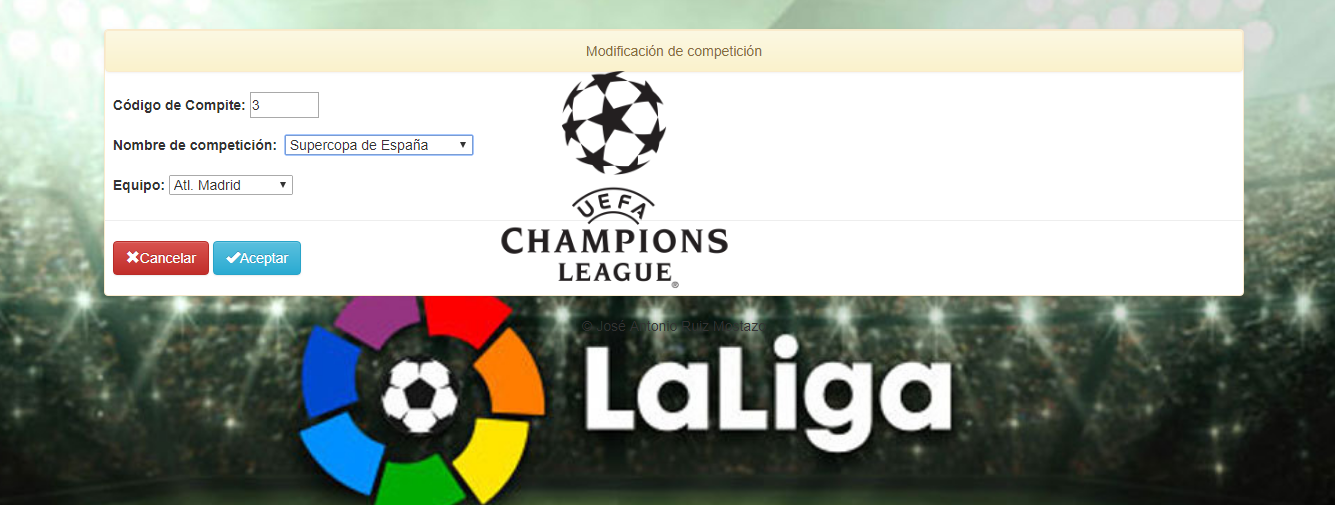 Modificación de competición
Código de Compite: 3
Nombre de competición: Supercopa de España
Equipo: Atl. Madrid
UEFA
CHAMPIONS
LEAGUE®
Cancelar Aceptar
© José Antonio Ruiz Montazo
LaLiga